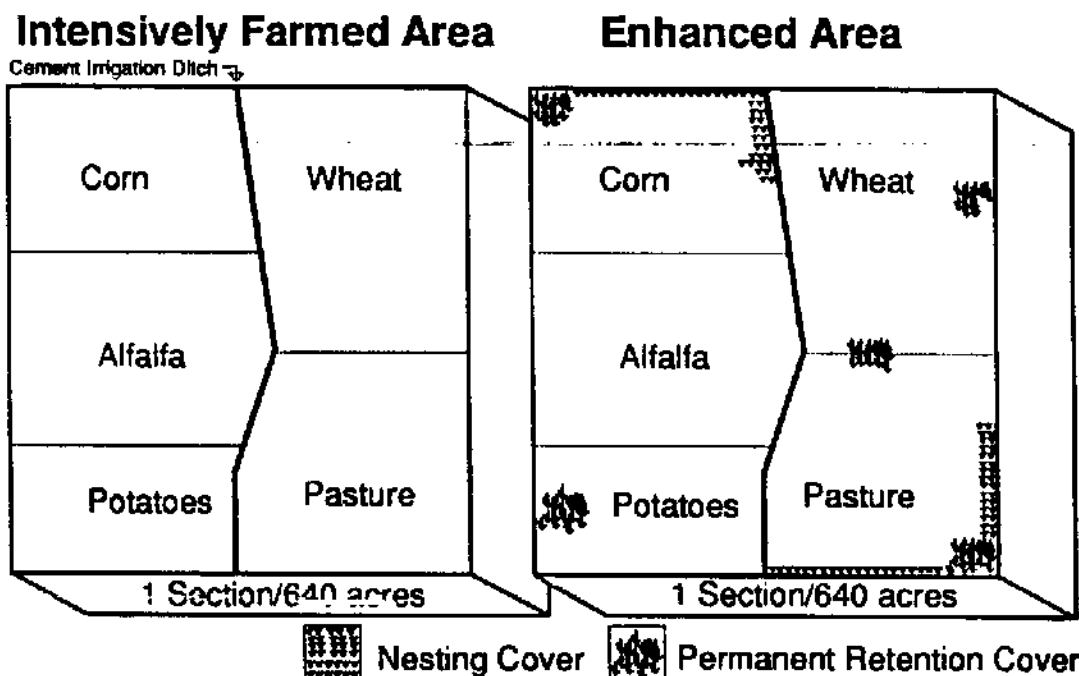 Intensively Farmed Area
Cement Irrigation Ditch
Corn
Wheat
Alfalfa
Potatoes
Pasture
1 Section/640 acres
Enhanced Area
Corn
Wheat
Alfalfa
Potatoes
Pasture
1 Section/640 acres
Nesting Cover
Permanent Retention Cover